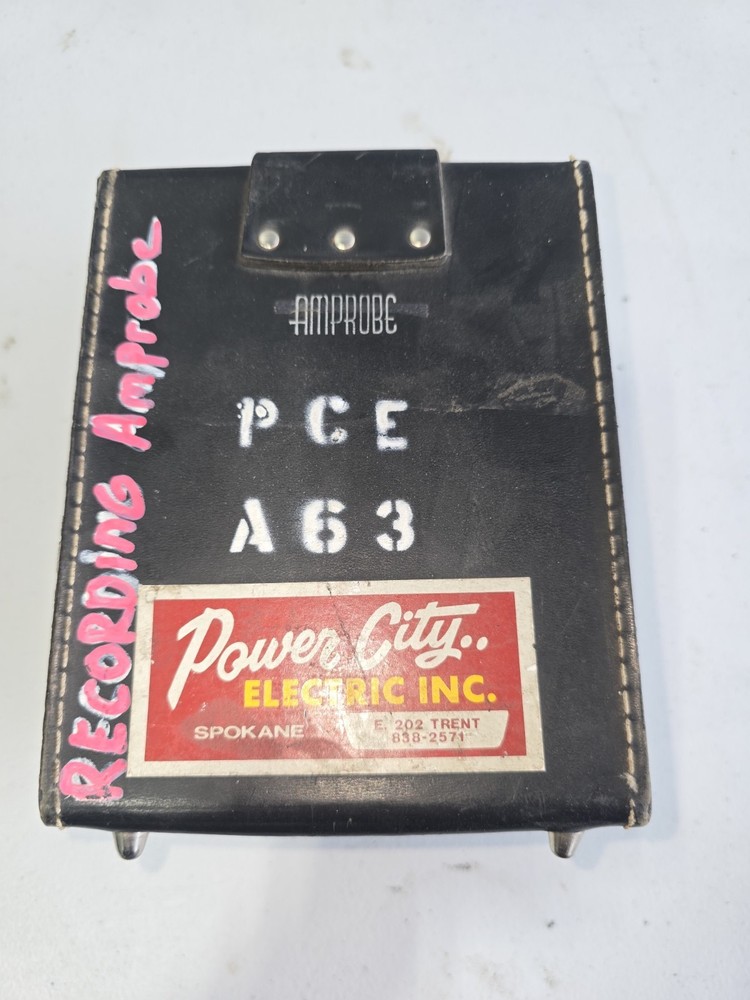 AMPROBE
PCE
A63
RECORDING Amprobe
Power City..
ELECTRIC INC.
SPOKANE
E. 202 TRENT
838-2571